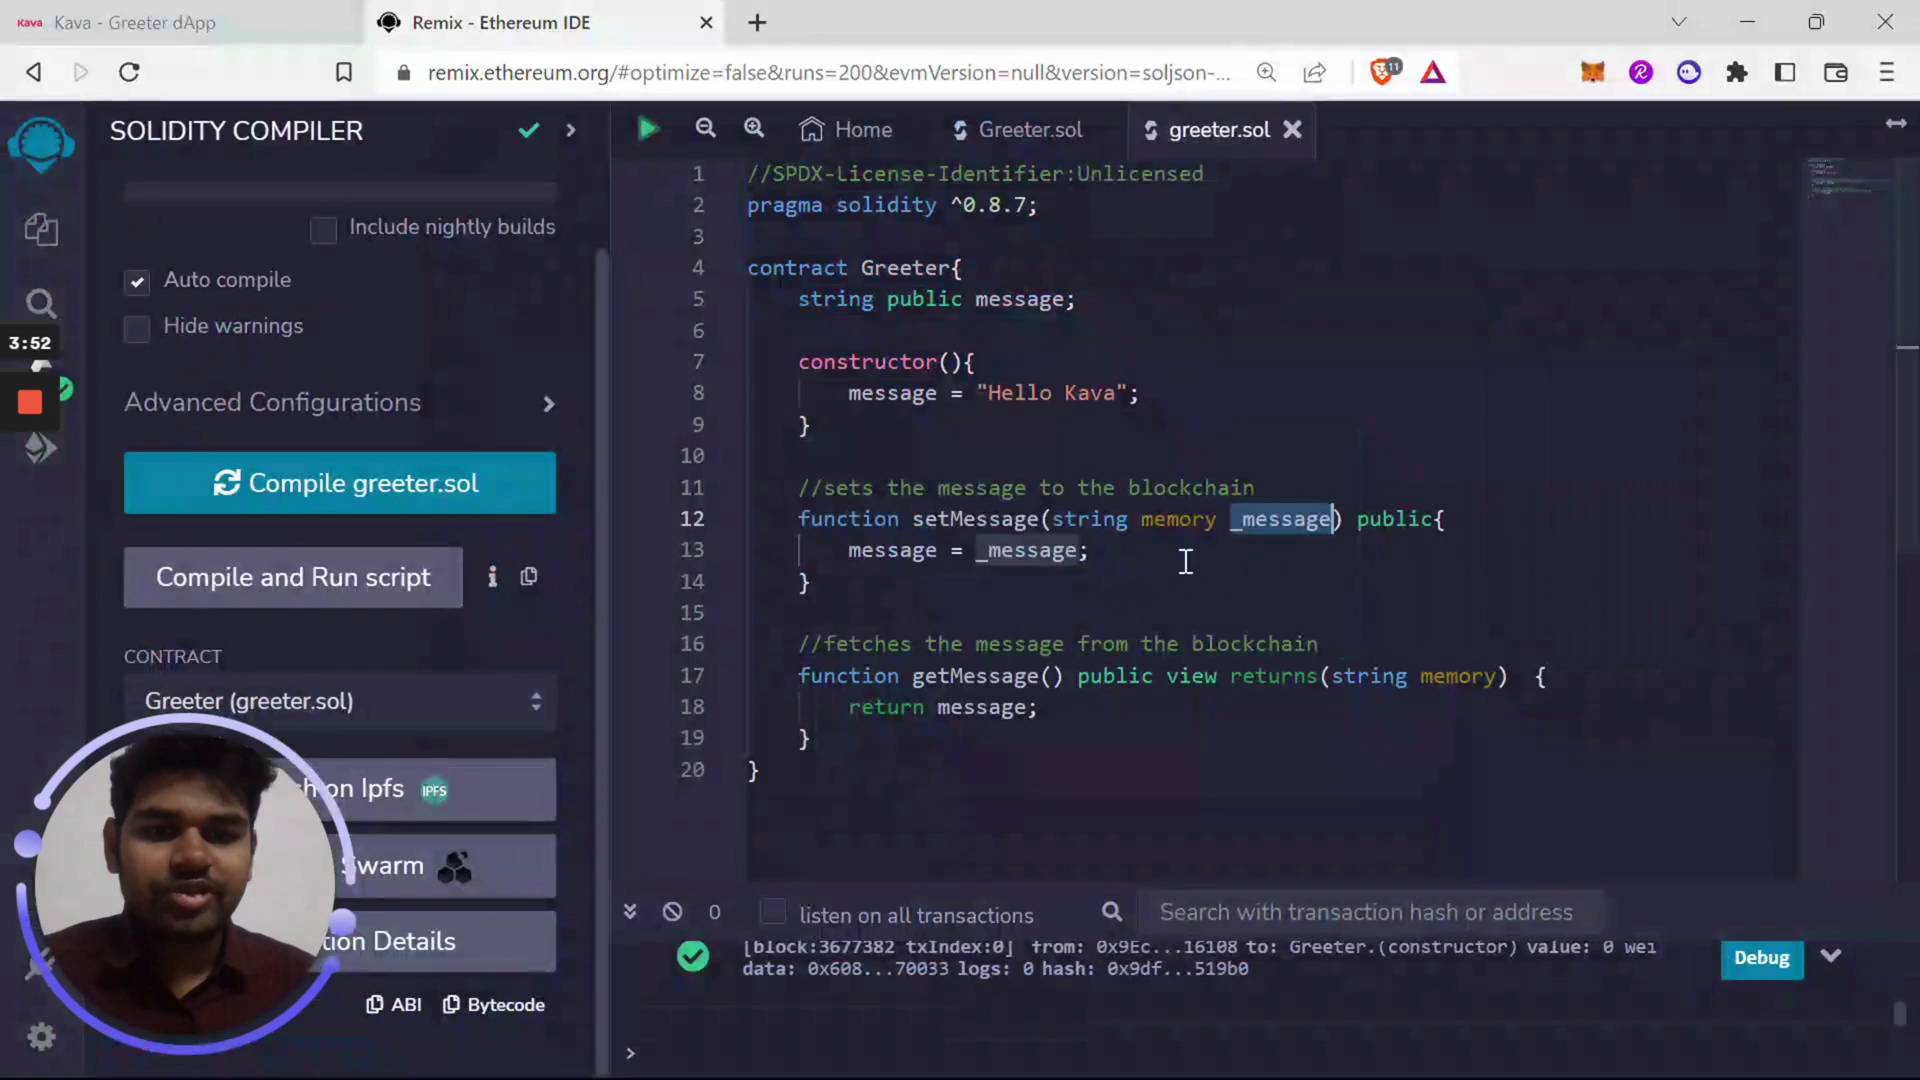 Kava Kava - Greeter dApp
Remix - Ethereum IDE
remix.ethereum.org/#optimize=false&runs=200&evmVersion=null&version=soljson-...
11
SOLIDITY COMPILER
Include nightly builds
Auto compile
Hide warnings
3:52
Advanced Configurations
Compile greeter.sol
Compile and Run script
CONTRACT
Greeter (greeter.sol)
on Ipfs IPFS
Swarm
Details
ABI Bytecode
Home Greeter.sol greeter.sol
1 //SPDX-License-Identifier:Unlicensed
2 pragma solidity ^0.8.7;
3
4 contract Greeter{
5 string public message;
6
7 constructor(){
8 message = "Hello Kava";
9 }
10
11 //sets the message to the blockchain
12 function setMessage(string memory _message) public{
13 message = _message;
14 }
15
16 //fetches the message from the blockchain
17 function getMessage() public view returns(string memory) {
18 return message;
19 }
20 }
0 listen on all transactions Search with transaction hash or address
[block:3677382 txIndex:0] from: 0x9Ec...16108 to: Greeter.(constructor) value: 0 wei
data: 0x608...70033 logs: 0 hash: 0x9df...519b0
Debug
>